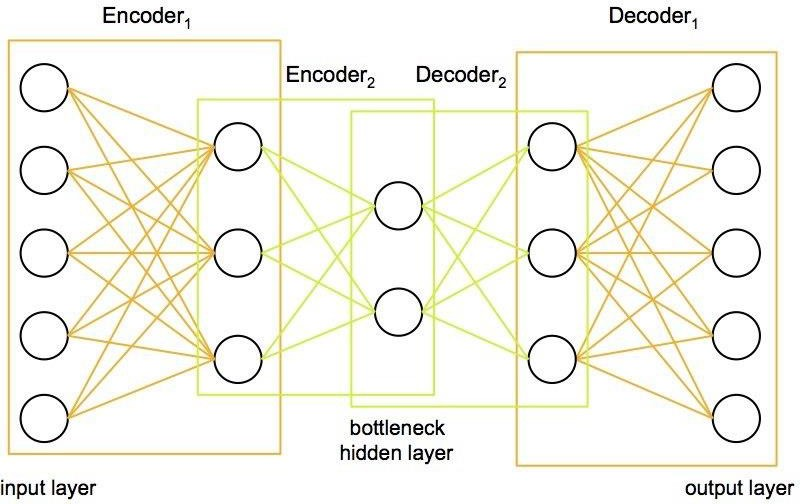 Encoder₁
Decoder₁
Encoder₂
Decoder₂
bottleneck
hidden layer
input layer
output layer